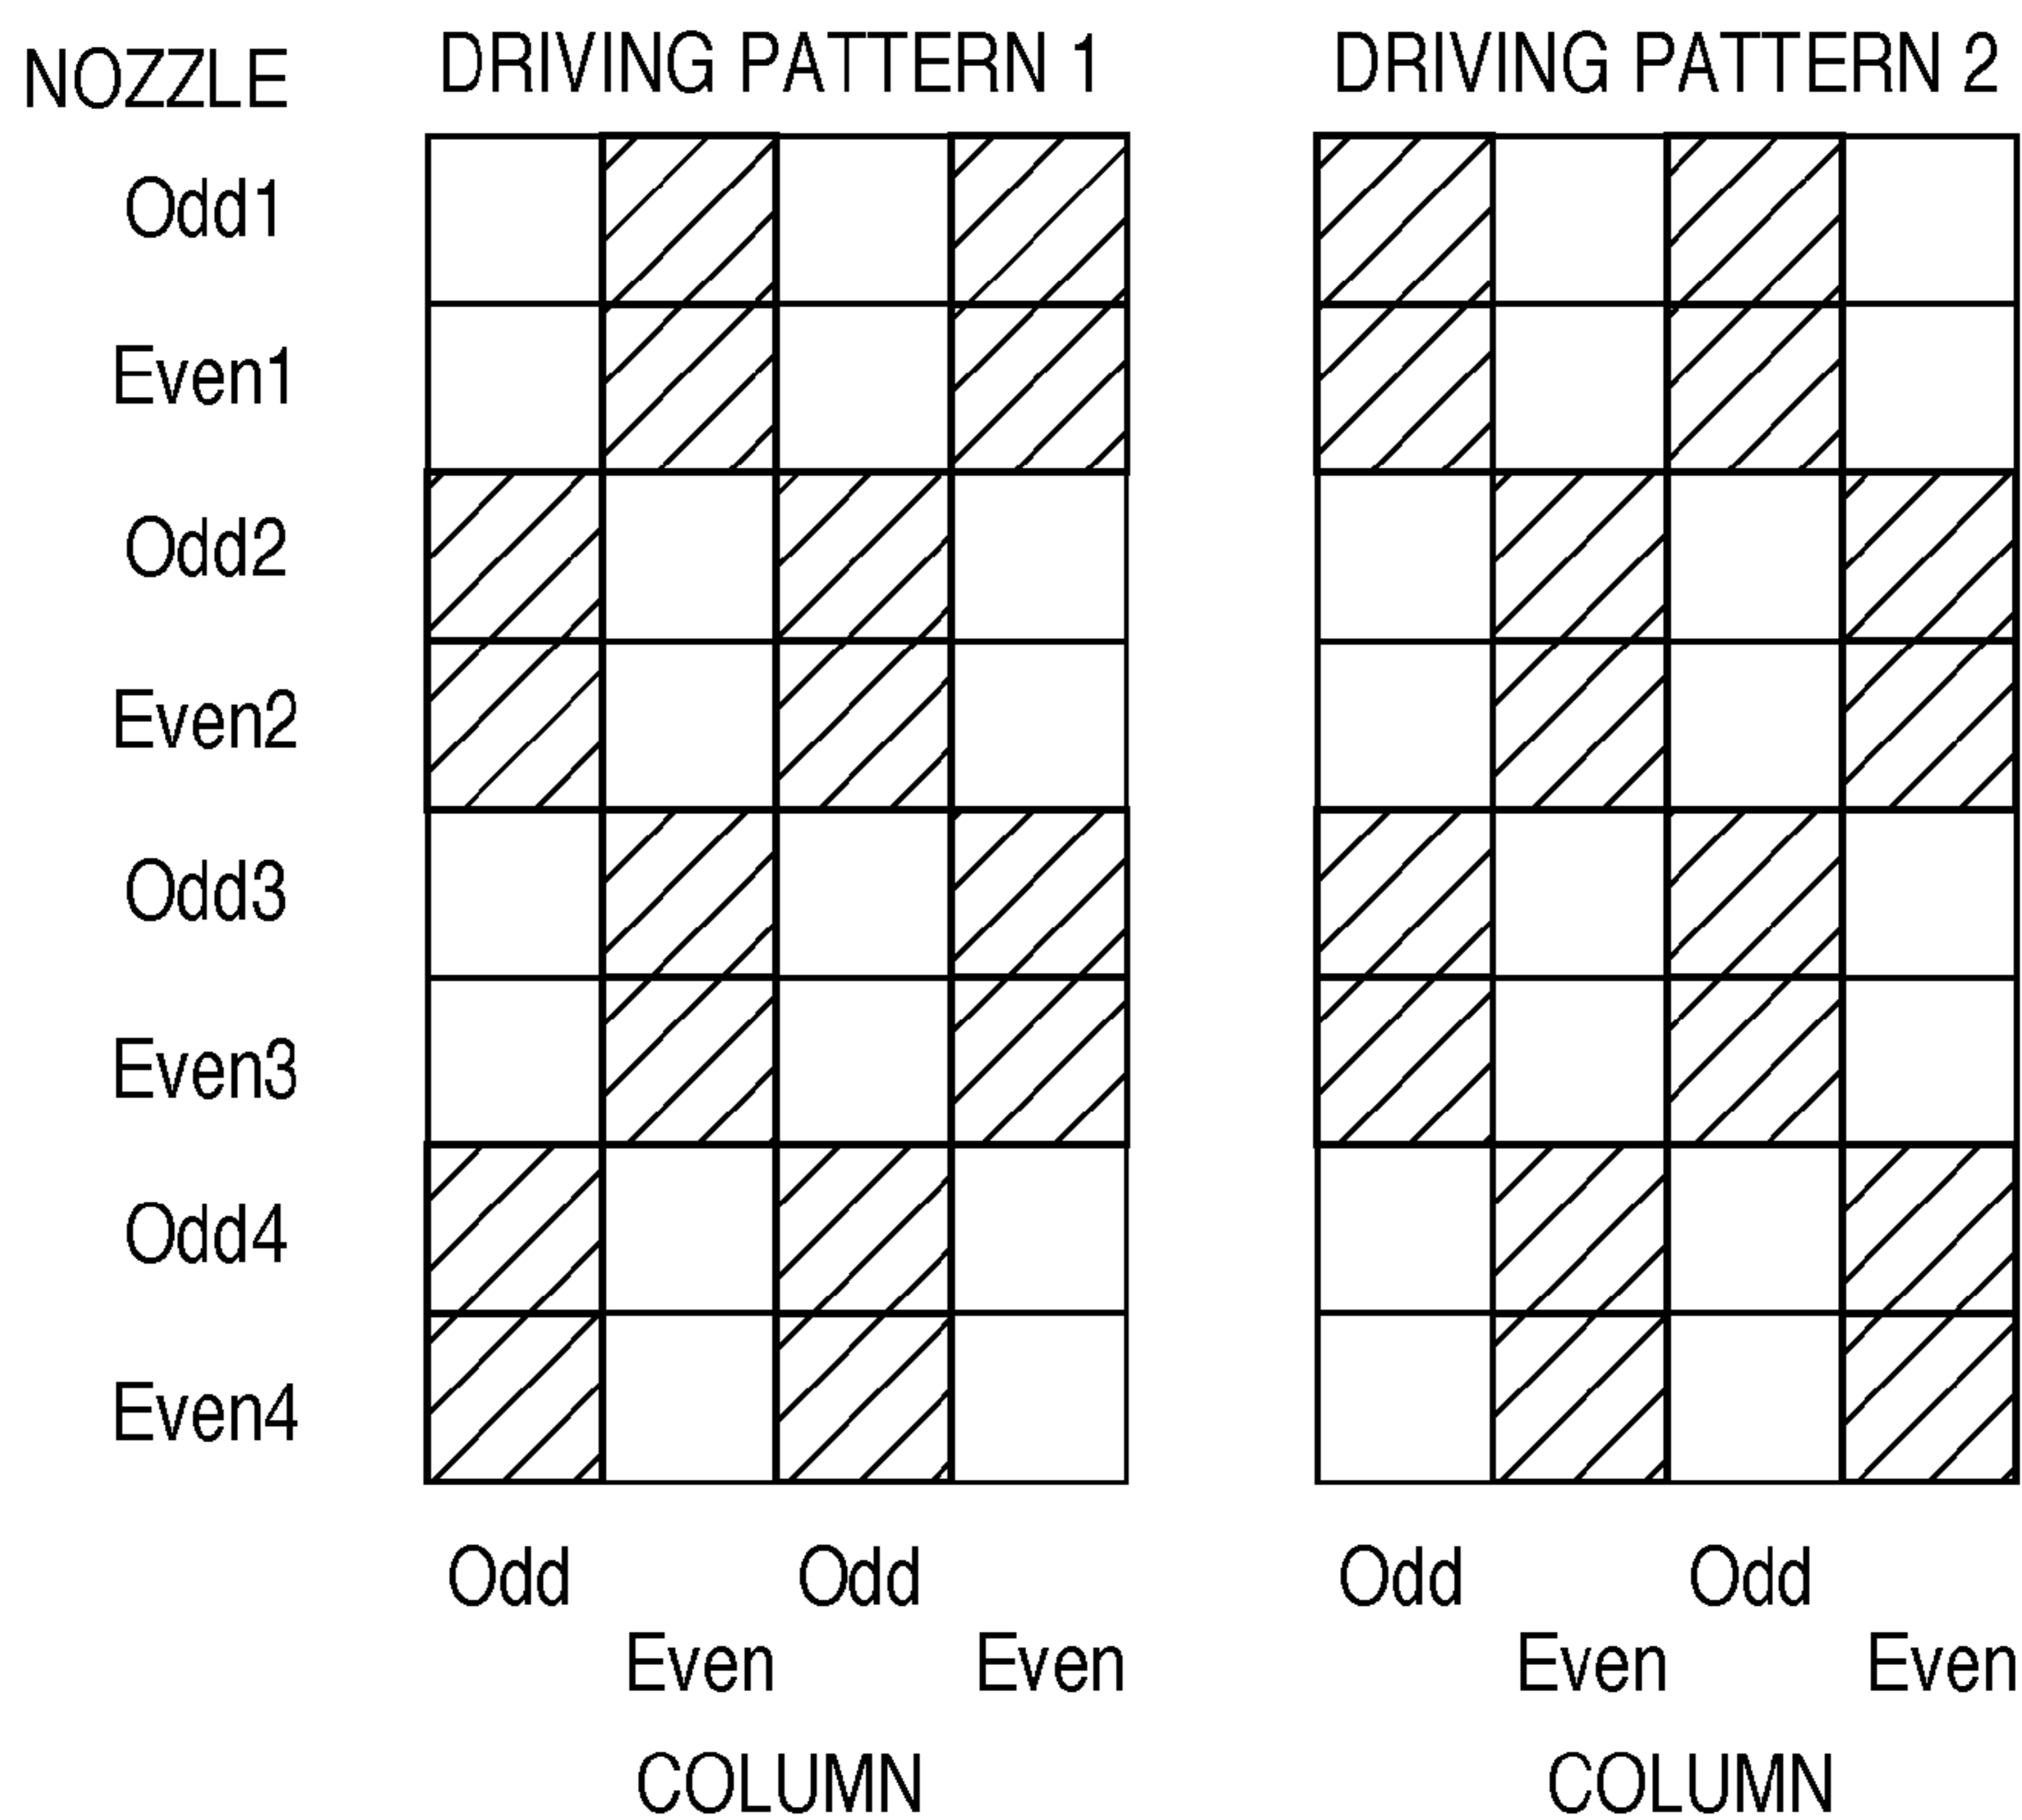 NOZZLE DRIVING PATTERN 1 DRIVING PATTERN 2
Odd1
Even1
Odd2
Even2
Odd3
Even3
Odd4
Even4
Odd Odd Odd Odd
Even Even Even Even
COLUMN COLUMN